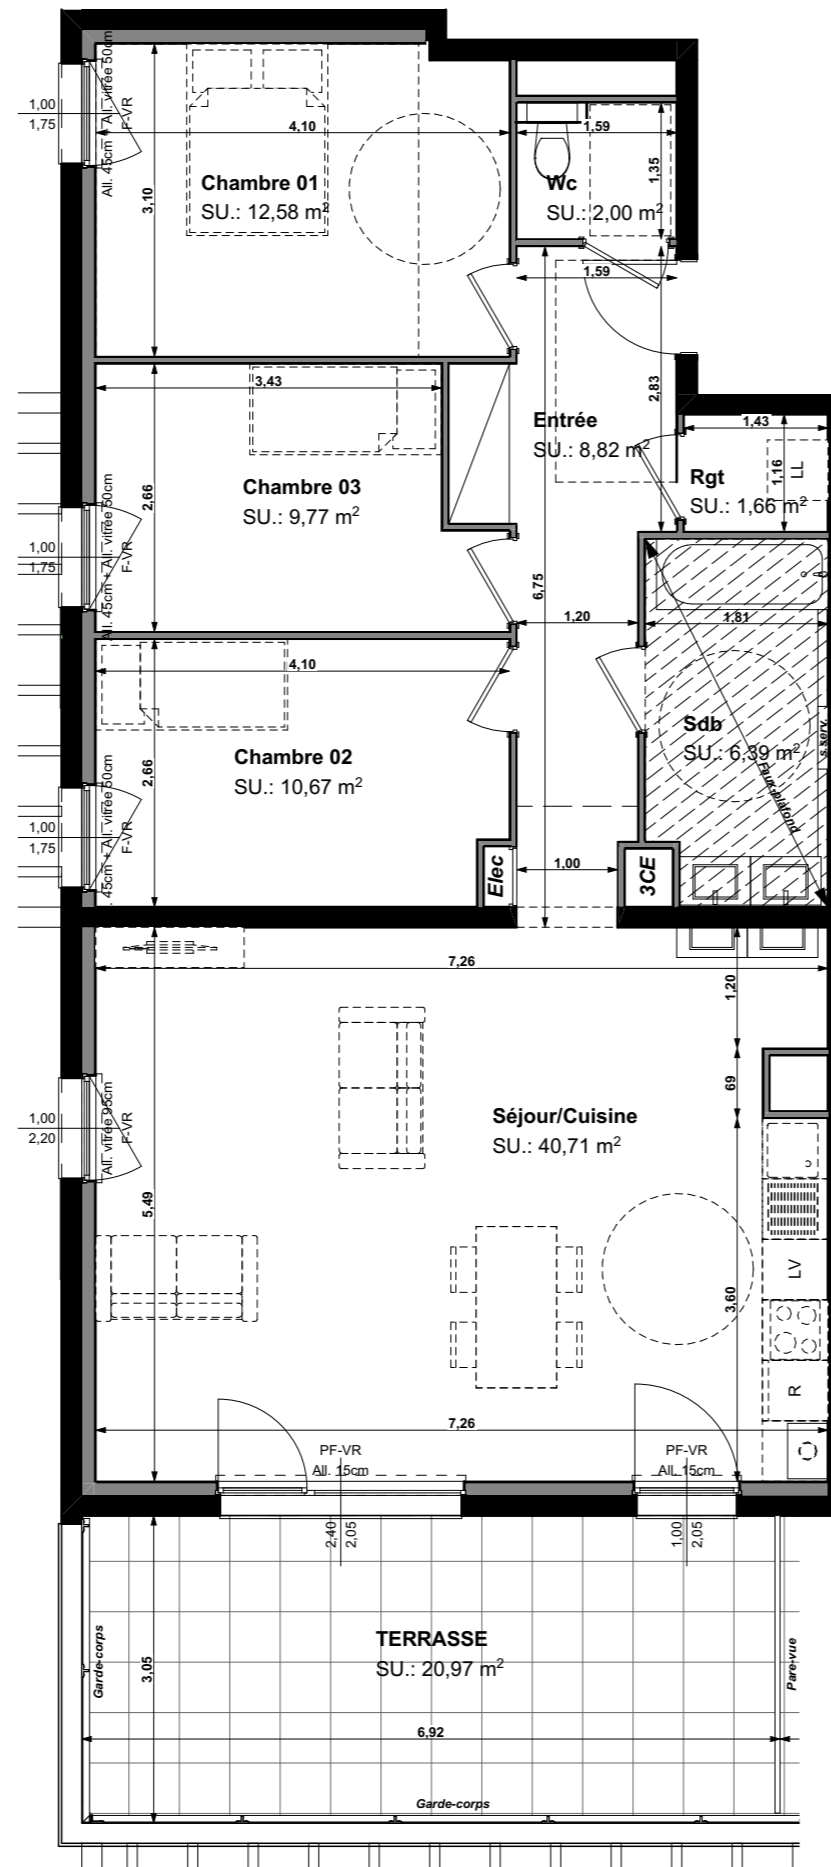 1,00
1,75
All. 45cm + All. vitrée 50cm
F-VR
4,10
3,10
Chambre 01
SU.: 12,58 m²
1,59
1,35
Wc
SU.: 2,00 m²
1,59
2,83
3,43
Entrée
SU.: 8,82 m²
1,43
1,16
LL
Rgt
SU.: 1,66 m²
Chambre 03
SU.: 9,77 m²
2,66
1,00
1,75
All. 45cm + All. vitrée 50cm
F-VR
6,75
1,20
1,81
4,10
Sdb
SU.: 6,39 m²
s.serv.
Faux-plafond
Chambre 02
SU.: 10,67 m²
2,66
1,00
1,75
. 45cm + All. vitrée 50cm
F-VR
Elec
1,00
3CE
7,26
1,20
69
Séjour/Cuisine
SU.: 40,71 m²
1,00
2,20
All. vitrée 95cm
F-VR
5,49
3,60
LV
R
7,26
PF-VR
All. 15cm
PF-VR
All. 15cm
2,40
2,05
1,00
2,05
TERRASSE
SU.: 20,97 m²
Garde-corps
3,05
Pare-vue
6,92
Garde-corps